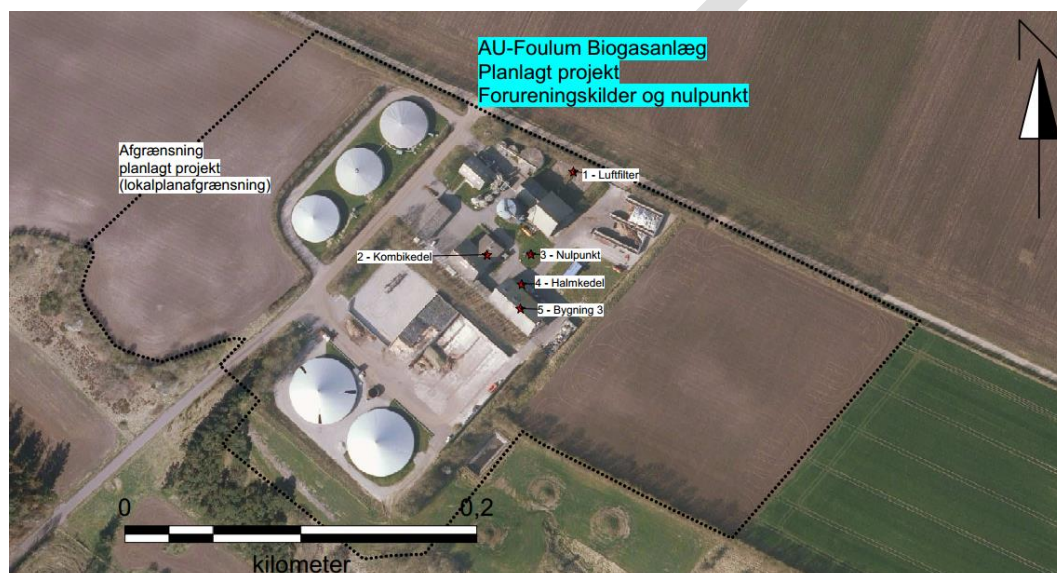 AU-Foulum Biogasanlæg
Planlagt projekt
Forureningskilder og nulpunkt
Afgrænsning
planlagt projekt
(lokalplanafgrænsning)
1 - Luftfilter
2 - Kombikedel
3 - Nulpunkt
4 - Halmkedel
5 - Bygning 3
0
0,2
kilometer